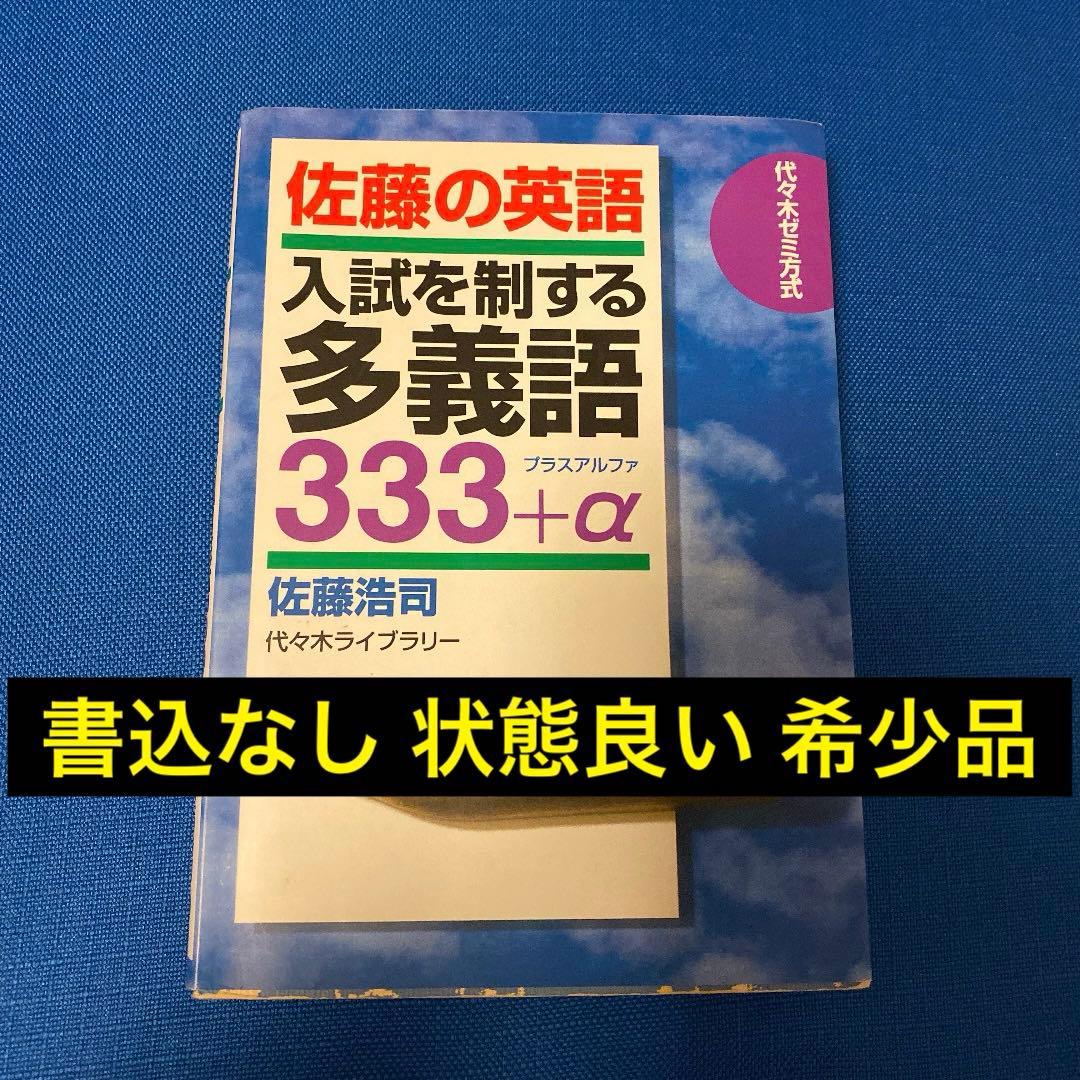 佐藤の英語
入試を制する
多義語
プラスアルファ
333+α
佐藤浩司
代々木ライブラリー
代々木ゼミ方式
書込なし 状態良い 希少品